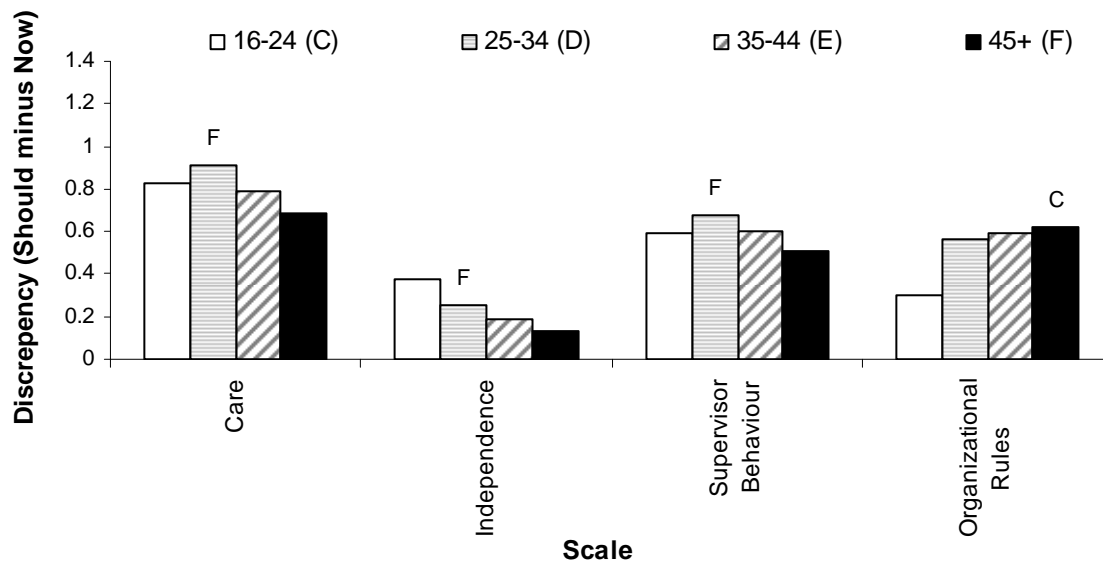 16-24 (C) 25-34 (D) 35-44 (E) 45+ (F)
Discrepency (Should minus Now)
1.4
1.2
1
0.8
0.6
0.4
0.2
0
F
F
F
C
Care
Independence
Supervisor
Behaviour
Organizational
Rules
Scale